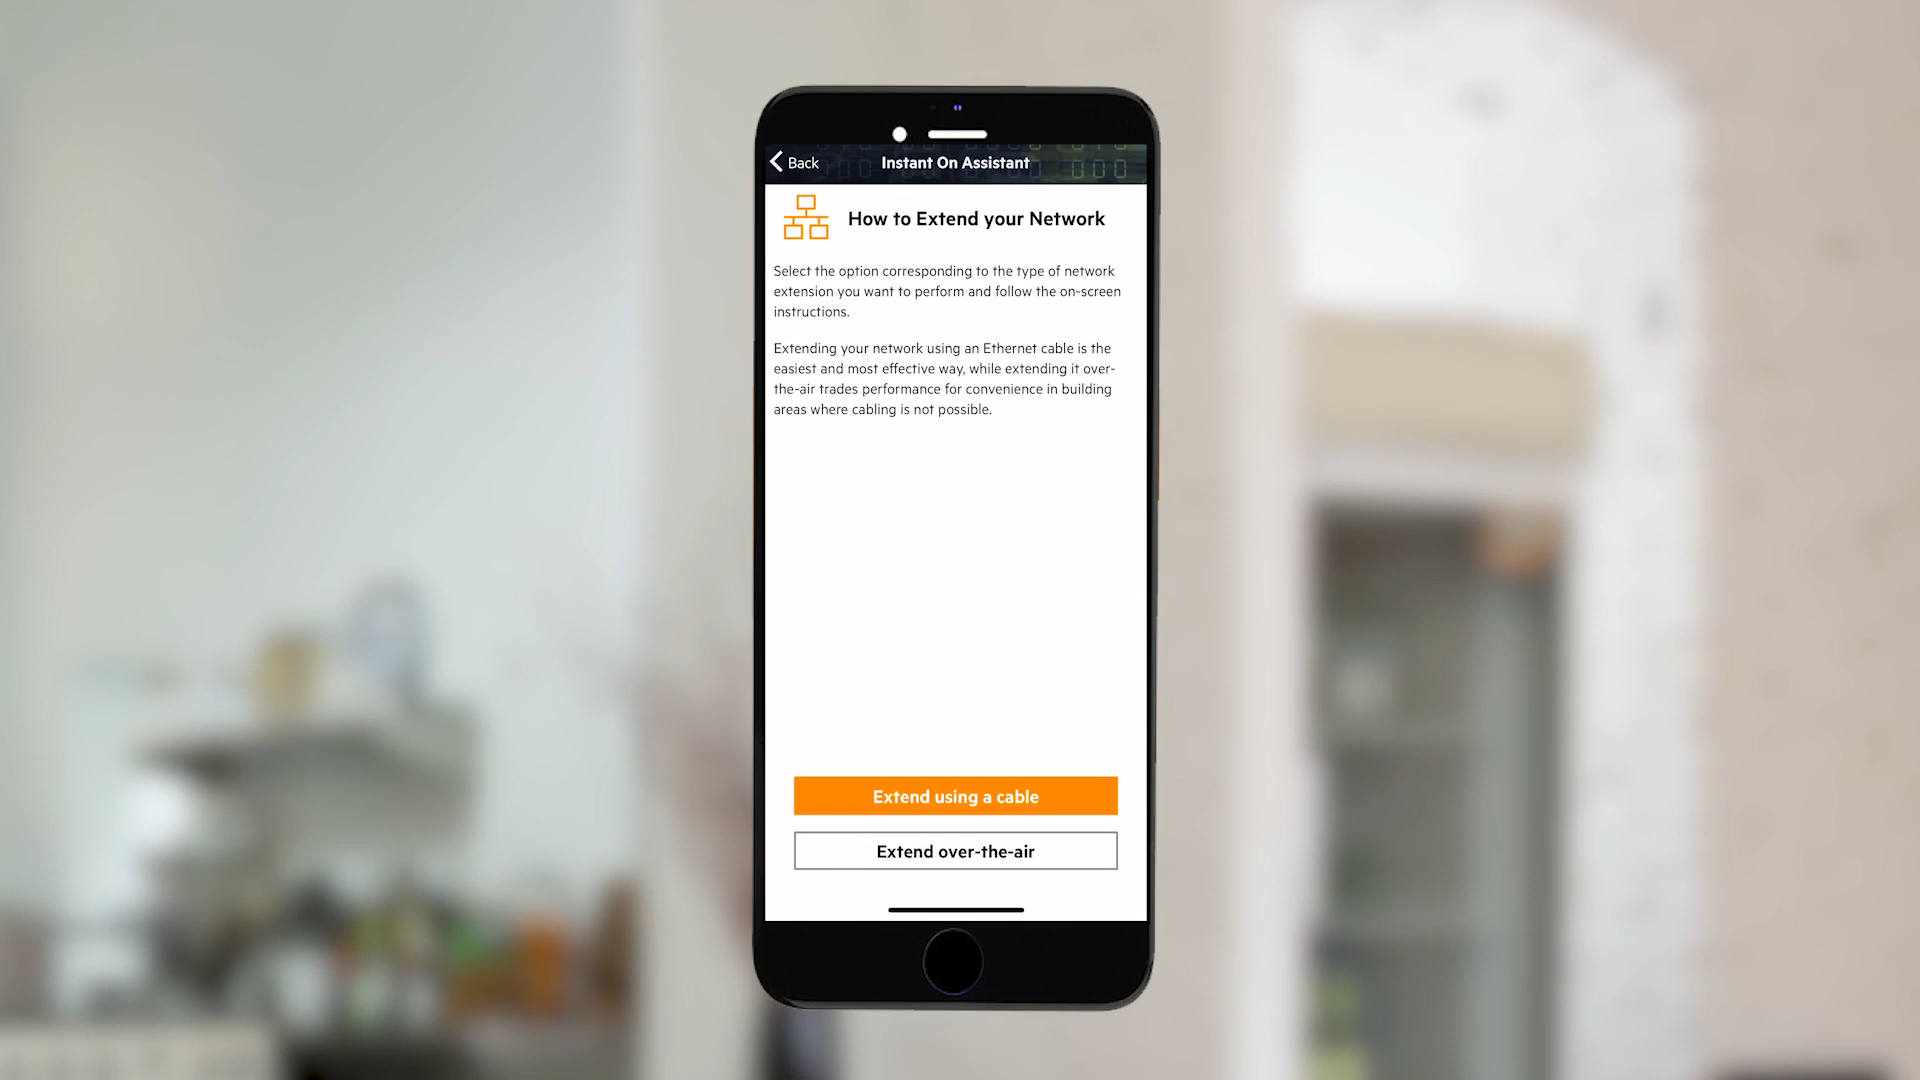 Back
Instant On Assistant
How to Extend your Network
Select the option corresponding to the type of network
extension you want to perform and follow the on-screen
instructions.
Extending your network using an Ethernet cable is the
easiest and most effective way, while extending it over-
the-air trades performance for convenience in building
areas where cabling is not possible.
Extend using a cable
Extend over-the-air